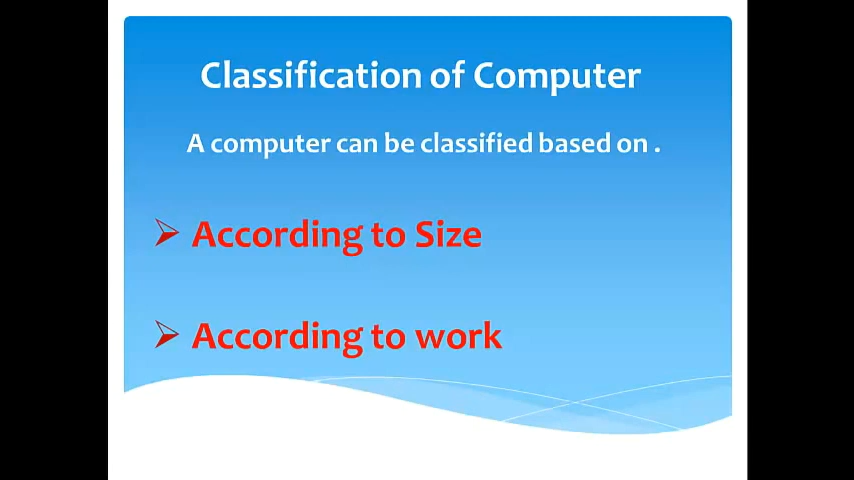 Classification of Computer
A computer can be classified based on .
According to Size
According to work